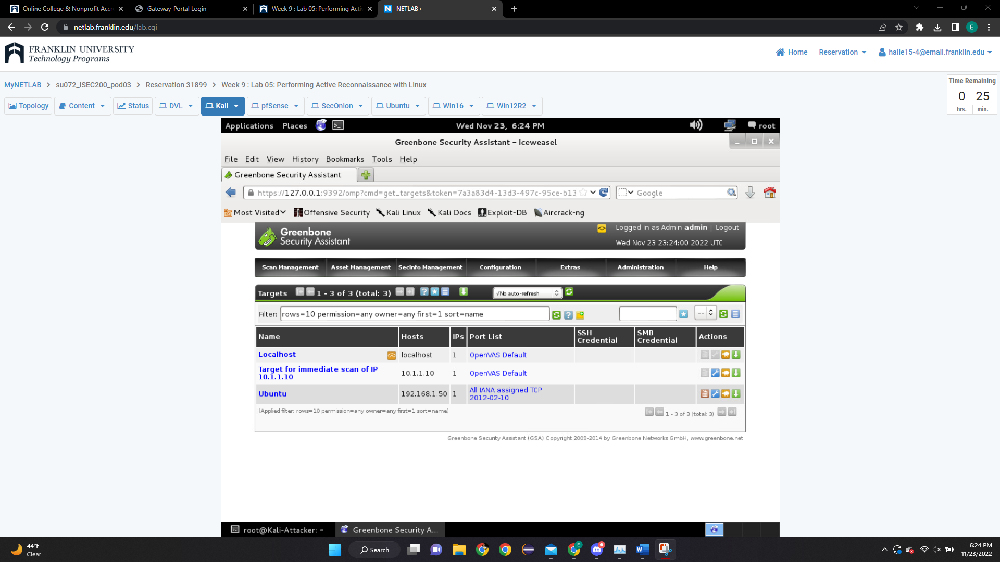 Online College & Nonprofit Accr
Gateway-Portal Login
Week 9 : Lab 05: Performing Acti
NETLAB+
netlab.franklin.edu/lab.cgi
E
FRANKLIN UNIVERSITY
Technology Programs
Home
Reservation
halle15-4@email.franklin.edu
MyNETLAB > su072_ISEC200_pod03 > Reservation 31899 > Week 9 : Lab 05: Performing Active Reconnaissance with Linux
Time Remaining
0 25
hrs. min.
Topology Content Status DVL Kali pfSense SecOnion Ubuntu Win16 Win12R2
Applications Places Wed Nov 23, 6:24 PM root
Greenbone Security Assistant - Iceweasel
File Edit View History Bookmarks Tools Help
Greenbone Security Assistant
https://127.0.0.1:9392/omp?cmd=get_targets&token=7a3a83d4-13d3-497c-95ce-b13
Google
Most Visited Offensive Security Kali Linux Kali Docs Exploit-DB Aircrack-ng
Greenbone
Security Assistant
<> Logged in as Admin admin | Logout
Wed Nov 23 23:24:00 2022 UTC
Scan Management Asset Management SecInfo Management Configuration Extras Administration Help
Targets 1 - 3 of 3 (total: 3) ? √No auto-refresh
Filter: rows=10 permission=any owner=any first=1 sort=name ? --
Name Hosts IPs Port List SSH Credential SMB Credential Actions
Localhost localhost 1 OpenVAS Default
Target for immediate scan of IP 10.1.1.10 10.1.1.10 1 OpenVAS Default
Ubuntu 192.168.1.50 1 All IANA assigned TCP 2012-02-10
(Applied filter: rows=10 permission=any owner=any first=1 sort=name) 1 - 3 of 3 (total: 3)
Greenbone Security Assistant (GSA) Copyright 2009-2014 by Greenbone Networks GmbH, www.greenbone.net
root@Kali-Attacker: ~ Greenbone Security A...
44°F
Clear
Search
E
6:24 PM
11/23/2022